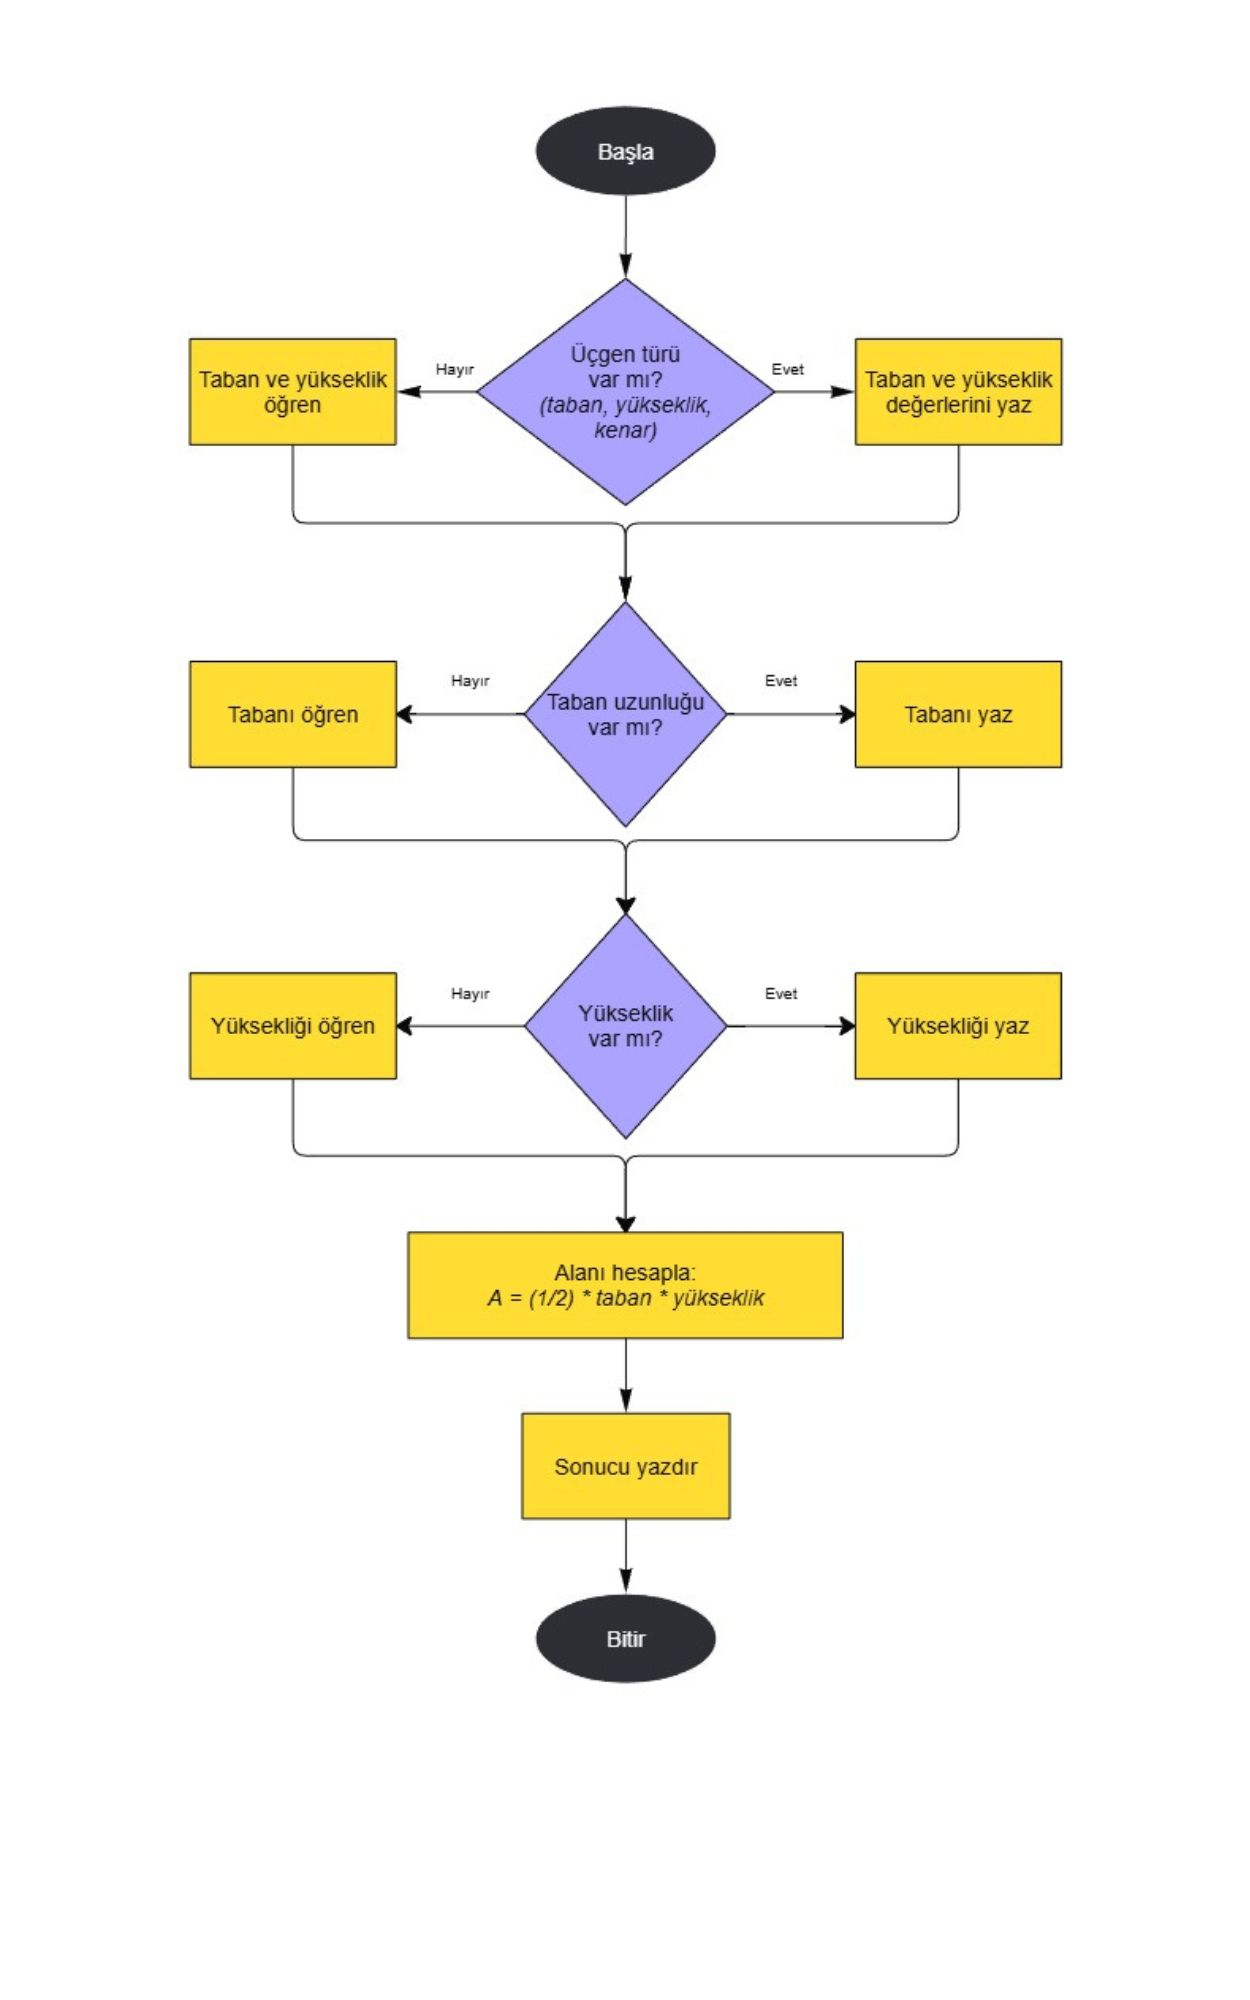 Başla
Üçgen türü
var mı?
(taban, yükseklik,
kenar)
Hayır
Evet
Taban ve yükseklik
öğren
Taban ve yükseklik
değerlerini yaz
Taban uzunluğu
var mı?
Hayır
Evet
Tabanı öğren
Tabanı yaz
Yükseklik
var mı?
Hayır
Evet
Yüksekliği öğren
Yüksekliği yaz
Alanı hesapla:
A = (1/2) * taban * yükseklik
Sonucu yazdır
Bitir